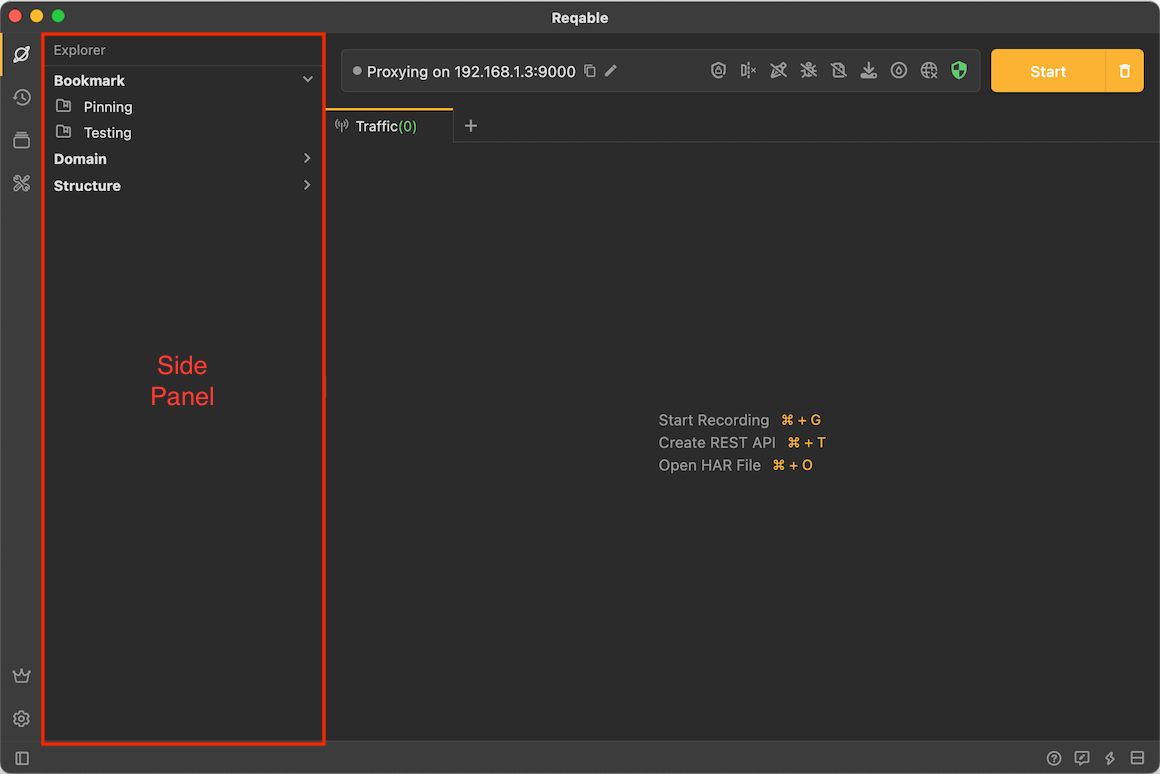 Reqable
Explorer
Bookmark
Pinning
Testing
Domain
Structure
Side
Panel
Proxying on 192.168.1.3:9000
Start
Traffic(0)
Start Recording ⌘ + G
Create REST API ⌘ + T
Open HAR File ⌘ + O